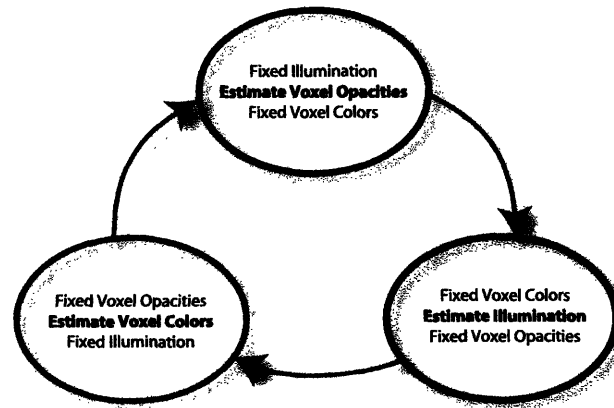 Fixed Illumination
Estimate Voxel Opacities
Fixed Voxel Colors
Fixed Voxel Opacities
Estimate Voxel Colors
Fixed Illumination
Fixed Voxel Colors
Estimate Illumination
Fixed Voxel Opacities